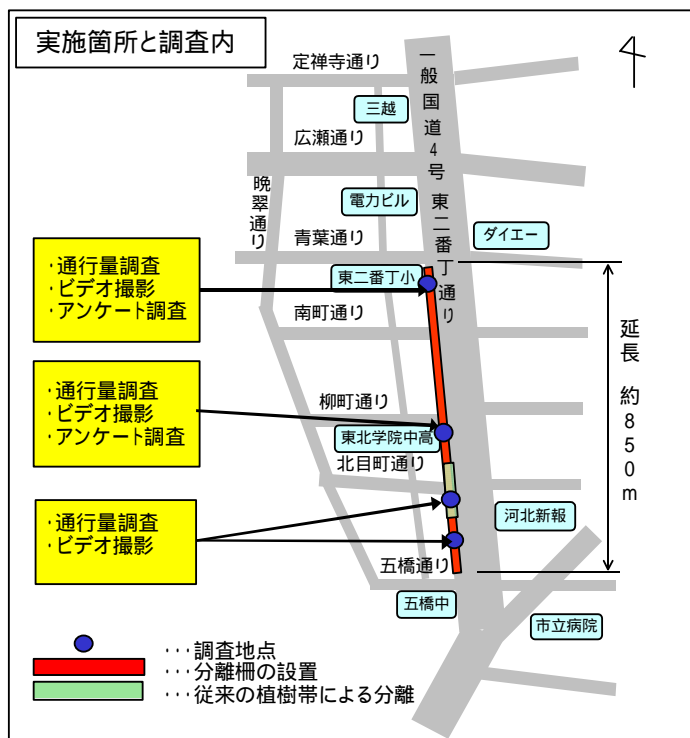 実施箇所と調査内
定禅寺通り
一般国道4号 東二番丁通り
三越
広瀬通り
晩翠通り
電力ビル
青葉通り
ダイエー
・通行量調査
・ビデオ撮影
・アンケート調査
東二番丁小
南町通り
延長 約850m
・通行量調査
・ビデオ撮影
・アンケート調査
柳町通り
東北学院中高
北目町通り
・通行量調査
・ビデオ撮影
河北新報
五橋通り
五橋中
市立病院
・・・調査地点
・・・分離柵の設置
・・・従来の植樹帯による分離